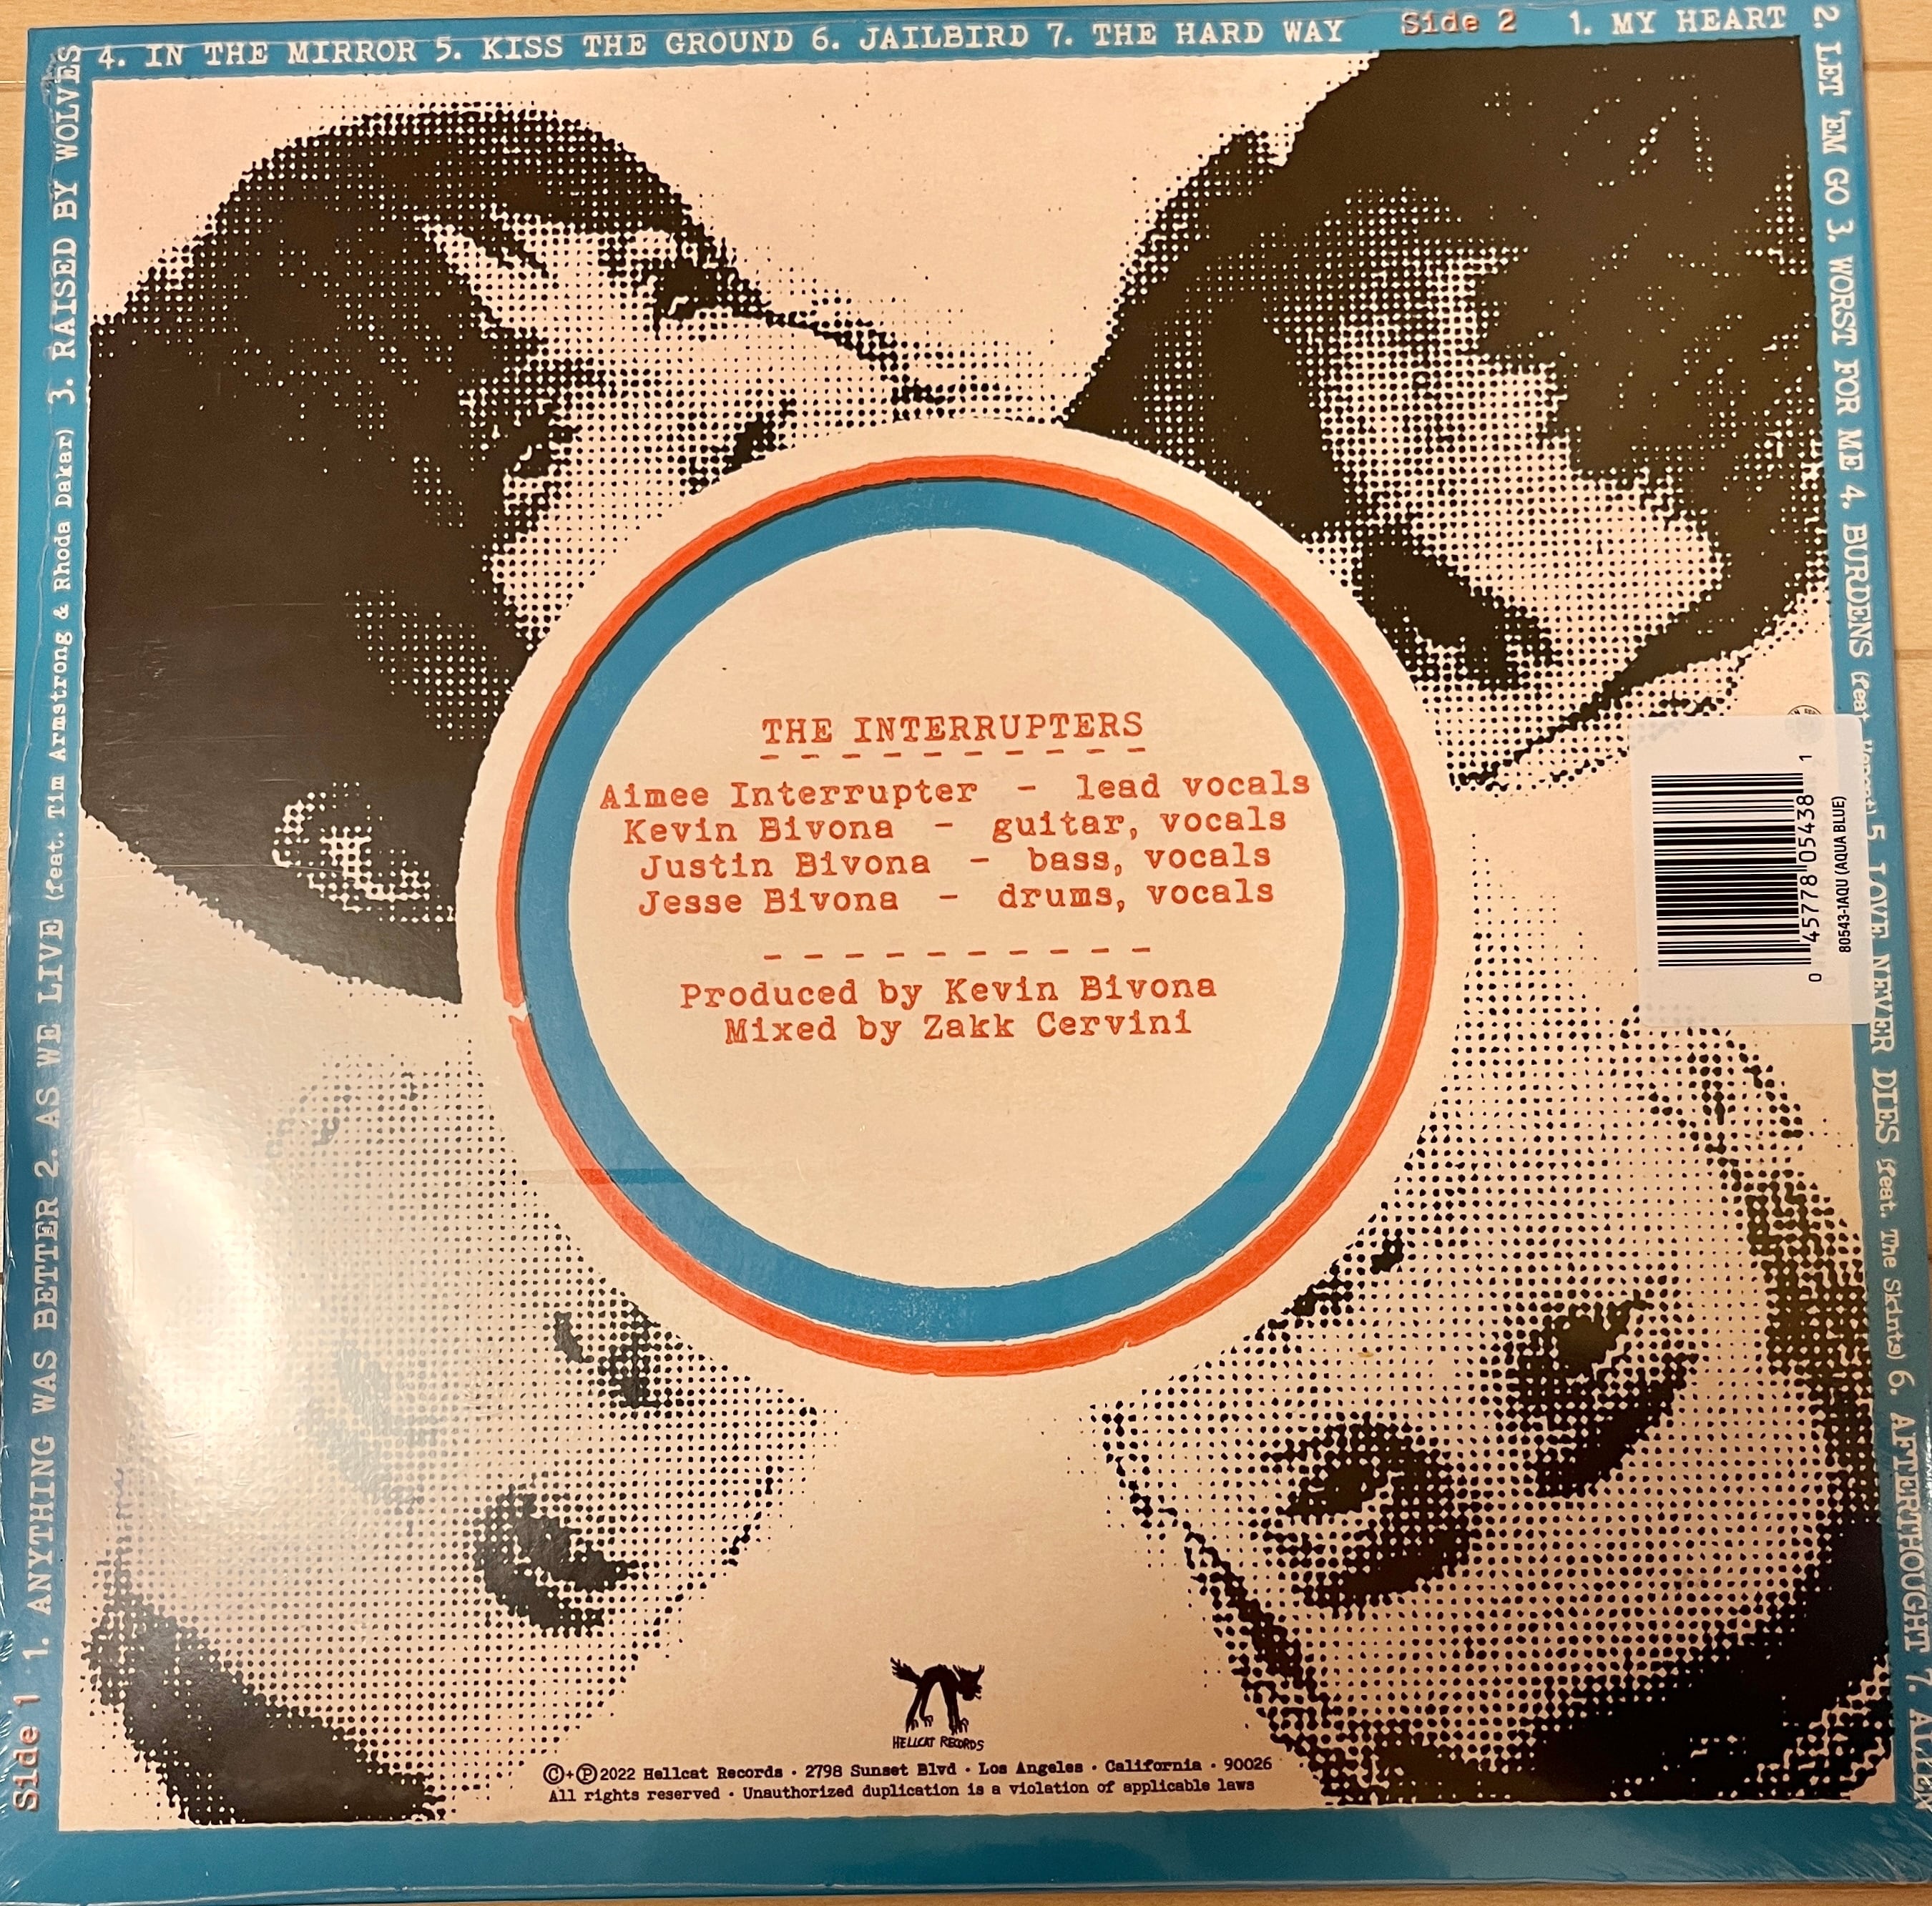 Side 1 1. ANYTHING WAS BETTER 2. AS WE LIVE (feat. Tim Armstrong & Rhoda Dakar) 3. RAISED BY WOLVES
4. IN THE MIRROR 5. KISS THE GROUND 6. JAILBIRD 7. THE HARD WAY Side 2 1. MY HEART
2. LET 'EM GO 3. WORST FOR ME 4. BURDENS (feat. 5. LOVE NEVER DIES (feat. The Skints) 6. AFTERTHOUGHT 7.
THE INTERRUPTERS
Aimee Interrupter - lead vocals
Kevin Bivona - guitar, vocals
Justin Bivona - bass, vocals
Jesse Bivona - drums, vocals
Produced by Kevin Bivona
Mixed by Zakk Cervini
0 45778 05438 1
80543-1AQU (AQUA BLUE)
HELLCAT RECORDS
©+℗2022 Hellcat Records · 2798 Sunset Blvd · Los Angeles · California · 90026
All rights reserved · Unauthorized duplication is a violation of applicable laws